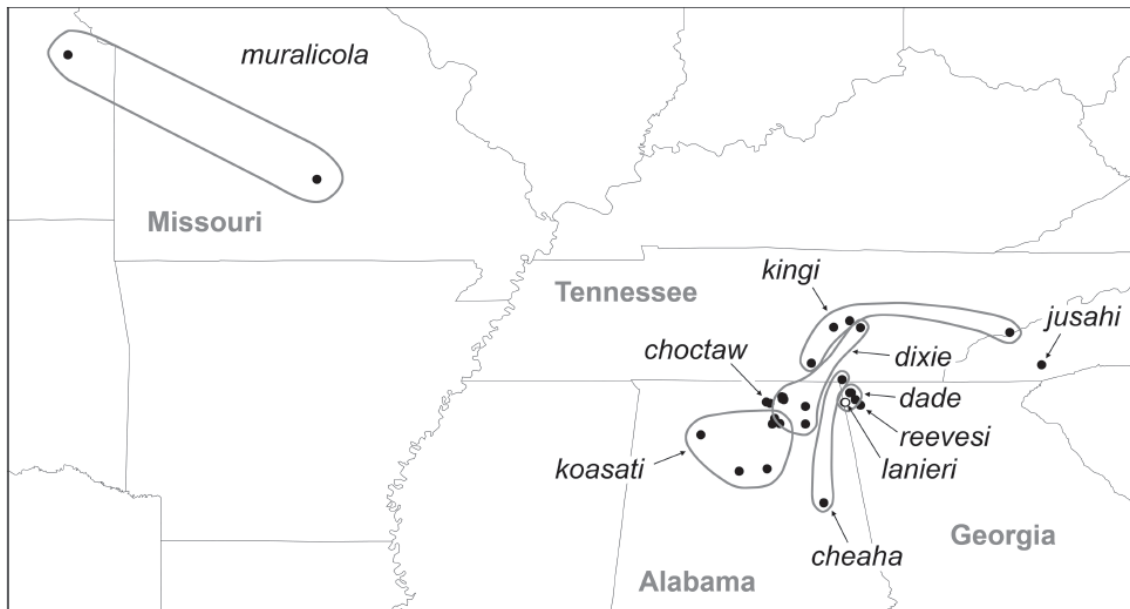 muralicola
Missouri
kingi
Tennessee
jusahi
choctaw
dixie
dade
reevesi
koasati
lanieri
Georgia
cheaha
Alabama